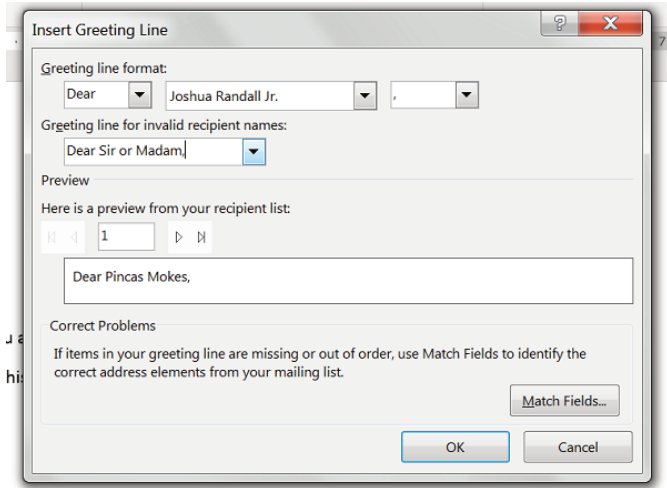 Insert Greeting Line
7
Greeting line format:
Dear Joshua Randall Jr. ,
Greeting line for invalid recipient names:
Dear Sir or Madam,
Preview
Here is a preview from your recipient list:
1
Dear Pincas Mokes,
Correct Problems
If items in your greeting line are missing or out of order, use Match Fields to identify the
correct address elements from your mailing list.
Match Fields...
OK Cancel